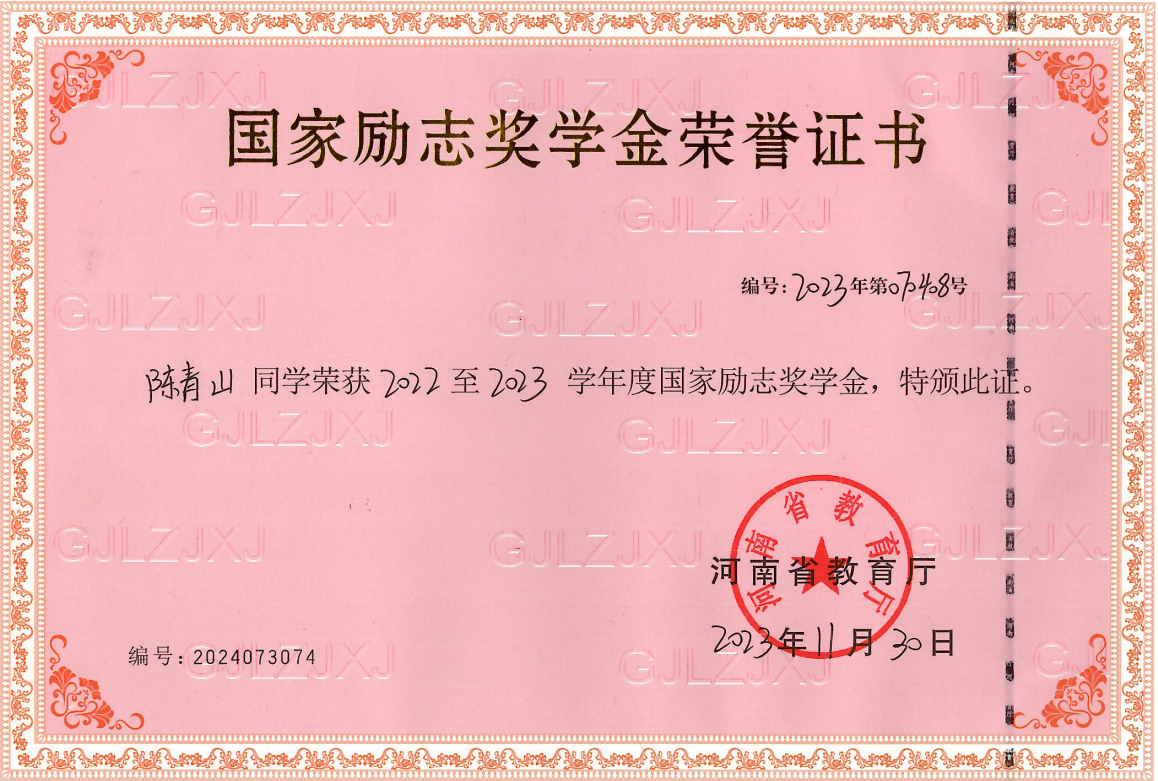 国家励志奖学金荣誉证书
编号：2023年第07408号
陈青山 同学荣获 2022 至 2023 学年度国家励志奖学金，特颁此证。
河南省教育厅
河南省教育厅
2023年11月30日
编号：2024073074
GJLZJXJ